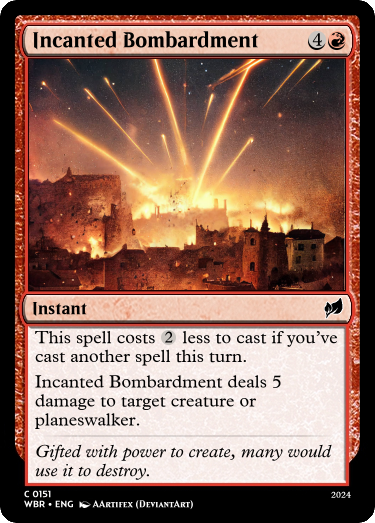 Incanted Bombardment 4
Instant
This spell costs 2 less to cast if you've
cast another spell this turn.
Incanted Bombardment deals 5
damage to target creature or
planeswalker.
Gifted with power to create, many would
use it to destroy.
C 0151
2024
WBR • ENG AArtifex (DeviantArt)